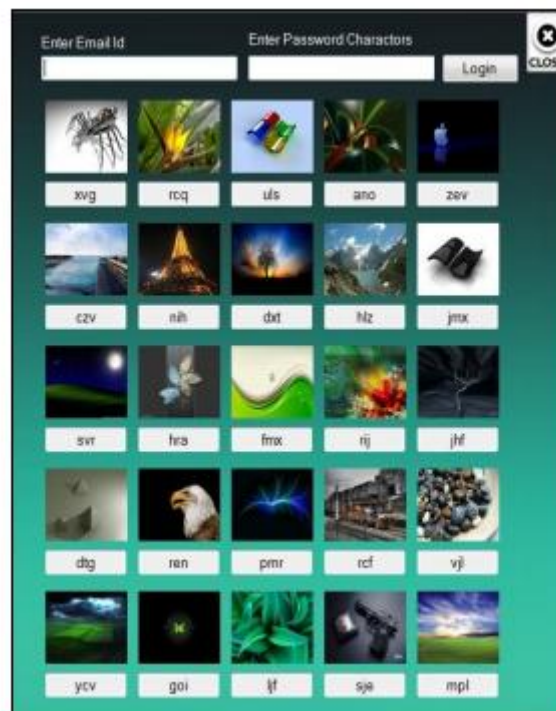 Enter Email Id
Enter Password Charactors
Login
CLOS
xvg rcq uls ano zev
czv nih dxt hlz jmx
svr hra fmx rij jhf
dtg ren pmr rcf vjl
ycv goi ljf sje mpl